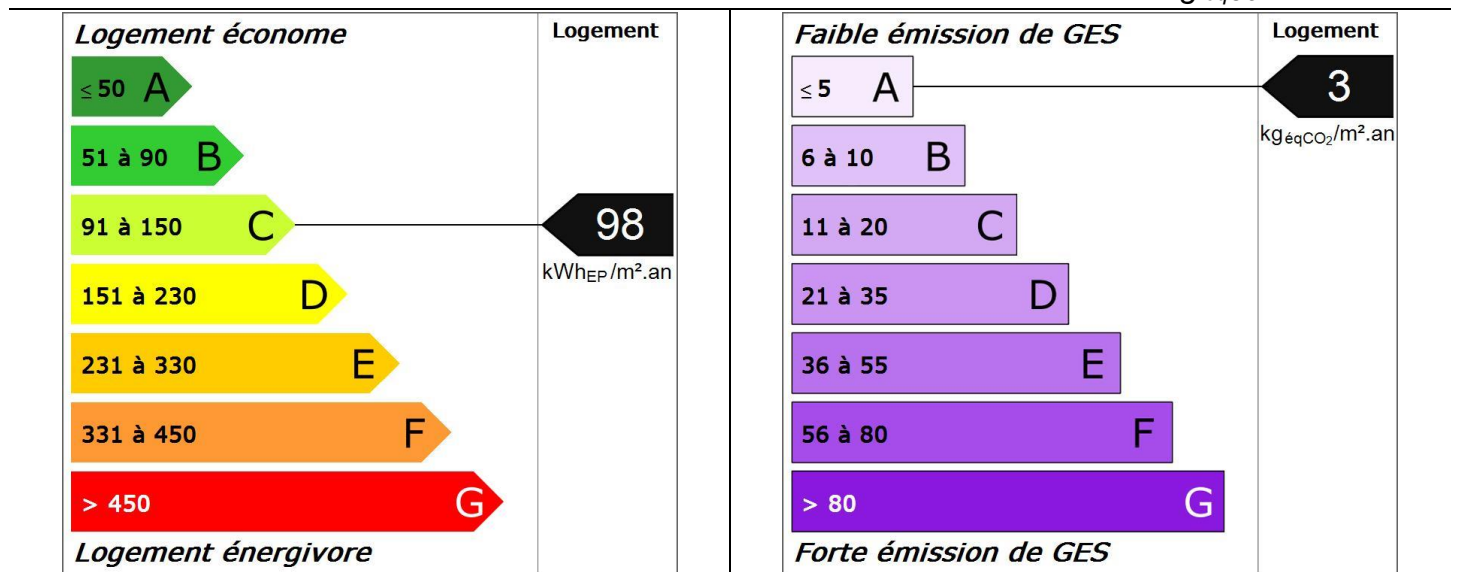 Logement économe
Logement
≤ 50 A
51 à 90 B
91 à 150 C
98
kWhEP/m².an
151 à 230 D
231 à 330 E
331 à 450 F
> 450 G
Logement énergivore
Faible émission de GES
Logement
≤ 5 A
3
kgéqCO₂/m².an
6 à 10 B
11 à 20 C
21 à 35 D
36 à 55 E
56 à 80 F
> 80 G
Forte émission de GES